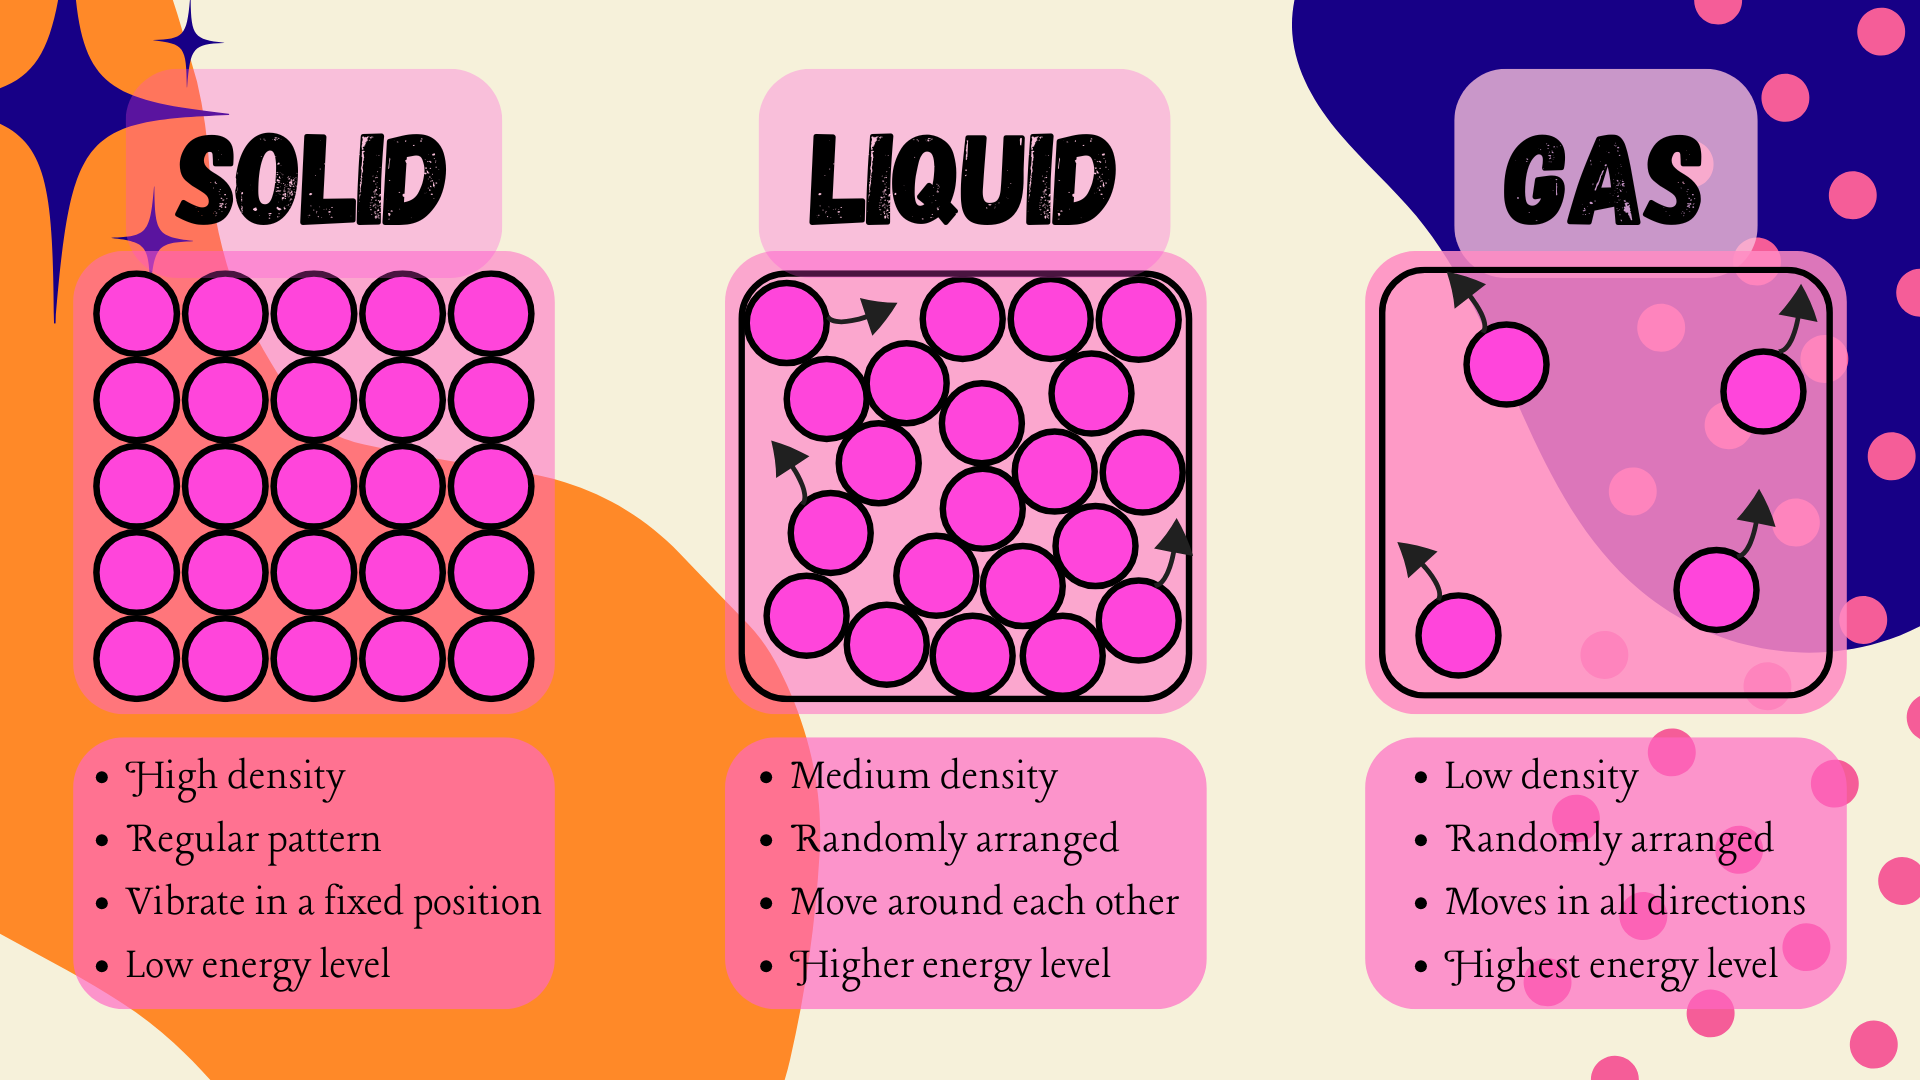 SOLID
High density
Regular pattern
Vibrate in a fixed position
Low energy level
LIQUID
Medium density
Randomly arranged
Move around each other
Higher energy level
GAS
Low density
Randomly arranged
Moves in all directions
Highest energy level